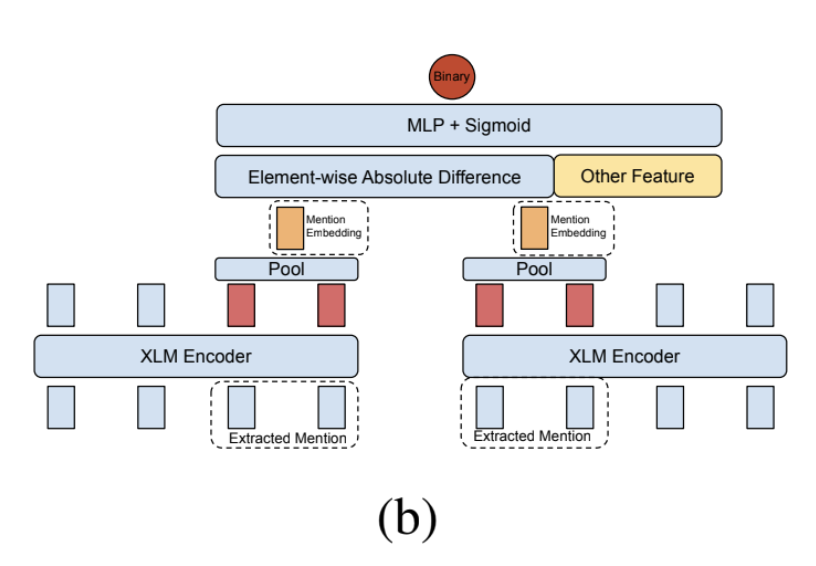 Binary
MLP + Sigmoid
Element-wise Absolute Difference
Other Feature
Mention
Embedding
Mention
Embedding
Pool
Pool
XLM Encoder
XLM Encoder
Extracted Mention
Extracted Mention
(b)